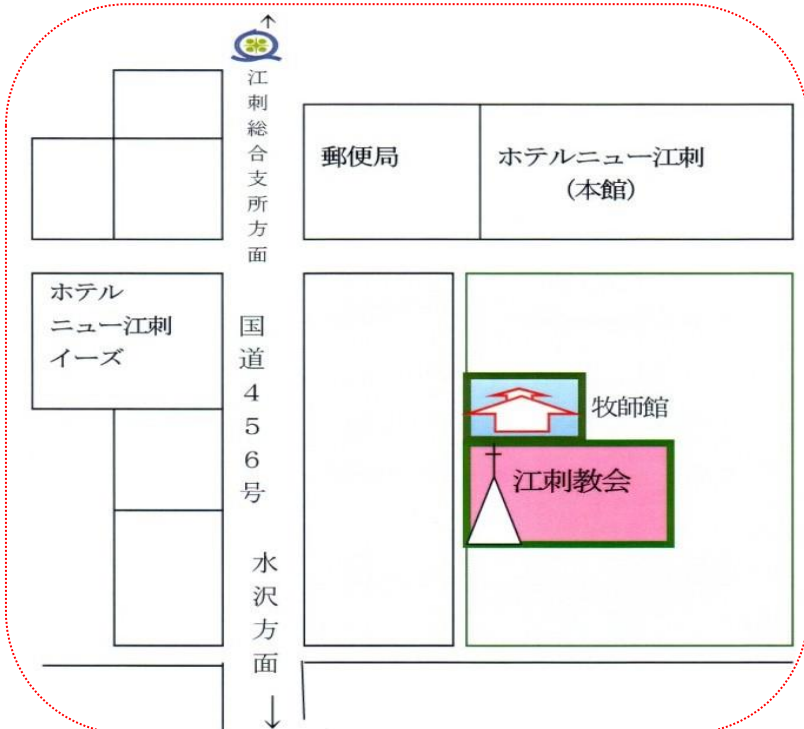 ↑
江刺総合支所方面
郵便局
ホテルニュー江刺
(本館)
ホテル
ニュー江刺
イーズ
国道４５６号
牧師館
江刺教会
水沢方面
↓